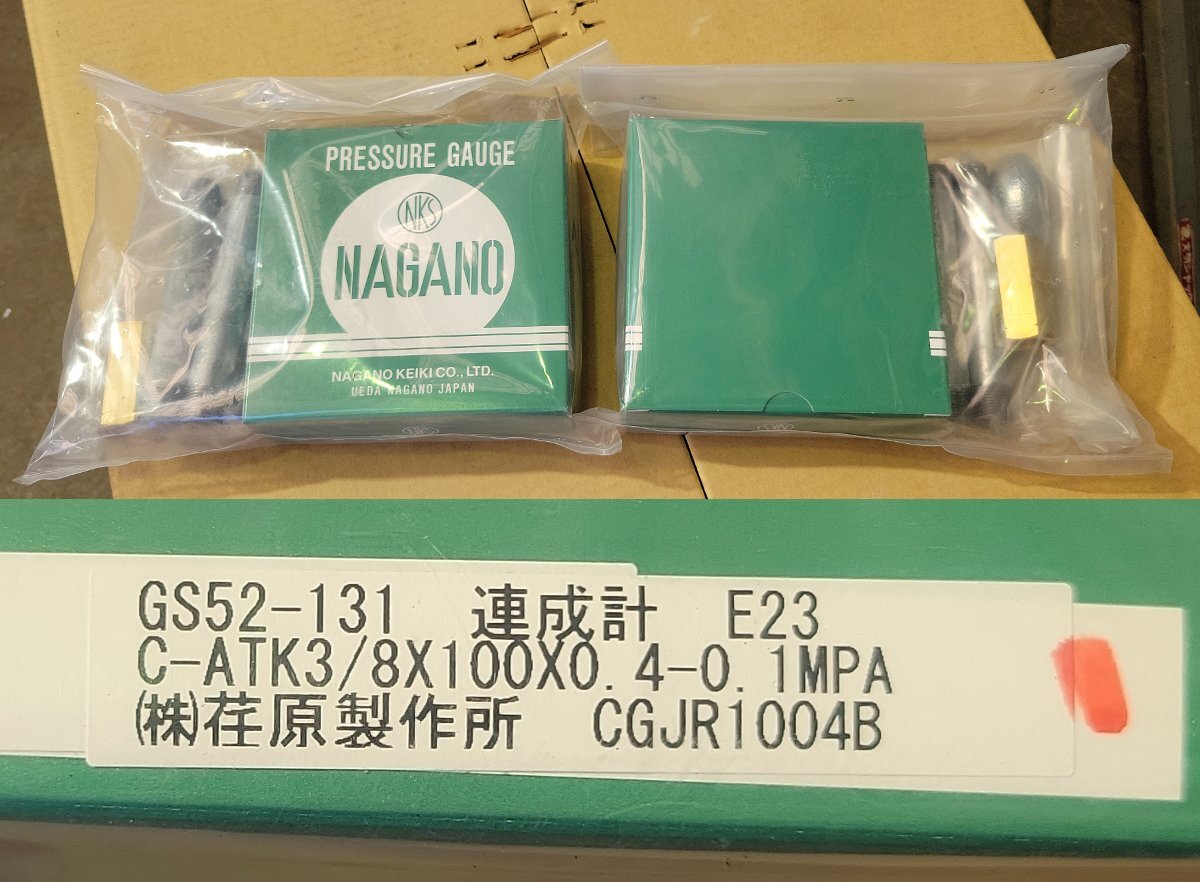 PRESSURE GAUGE
NKS
NAGANO
NAGANO KEIKI CO., LTD.
UEDA NAGANO JAPAN
NKS
GS52-131 連成計 E23
C-ATK3/8X100X0.4-0.1MPA
㈱荏原製作所 CGJR1004B